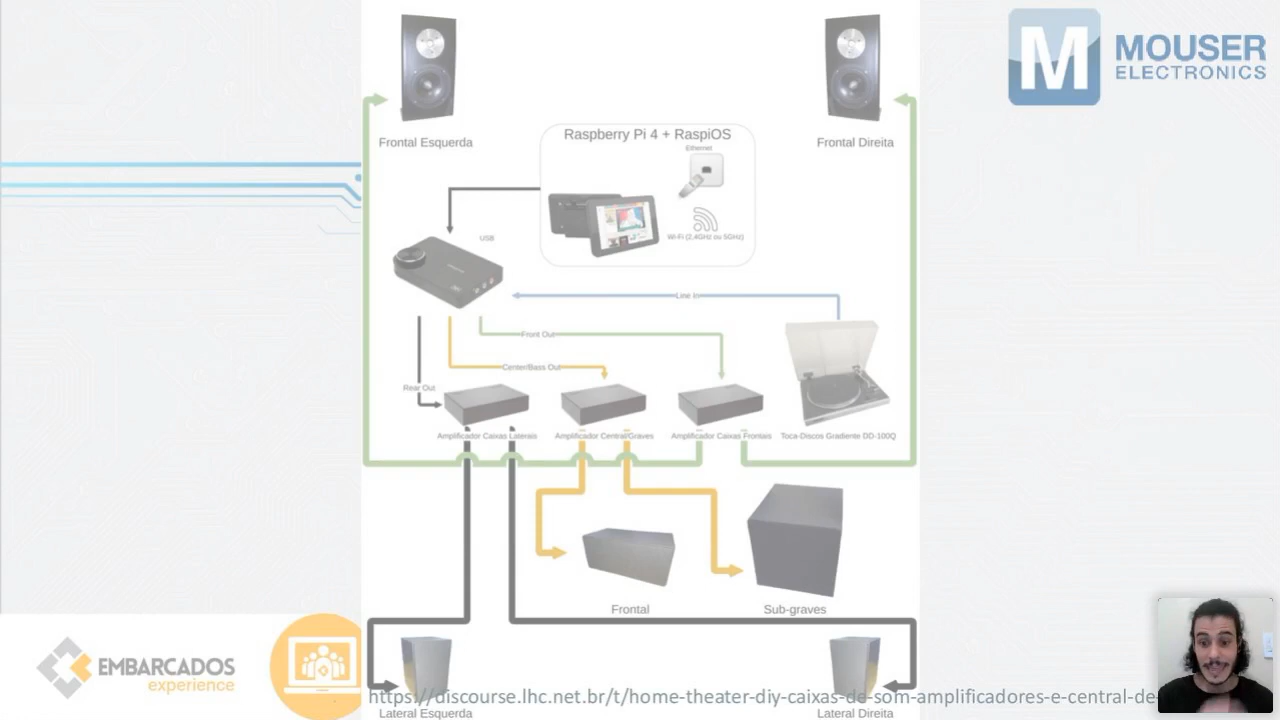 MOUSER
ELECTRONICS
Frontal Esquerda
Frontal Direita
Raspberry Pi 4 + RaspiOS
Ethernet
Wi-Fi (2,4GHz ou 5GHz)
USB
Line In
Front Out
Center/Bass Out
Rear Out
Amplificador Caixas Laterais
Amplificador Central/Graves
Amplificador Caixas Frontais
Toca-Discos Gradiente DD-100Q
Frontal
Sub-graves
EMBARCADOS
experience
https://discourse.lhc.net.br/t/home-theater-diy-caixas-de-som-amplificadores-e-central-de-
Lateral Esquerda
Lateral Direita